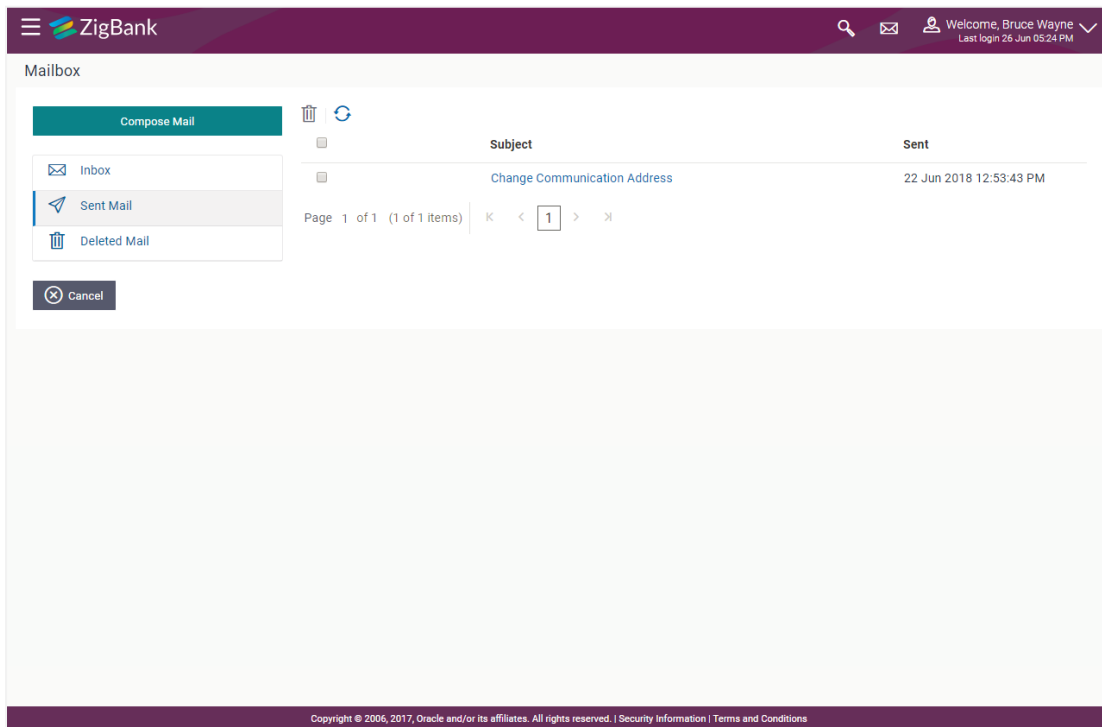 ZigBank
Welcome, Bruce Wayne
Last login 26 Jun 05:24 PM
Mailbox
Compose Mail
Inbox
Sent Mail
Deleted Mail
Cancel
Subject Sent
Change Communication Address 22 Jun 2018 12:53:43 PM
Page 1 of 1 (1 of 1 items) 1
Copyright © 2006, 2017, Oracle and/or its affiliates. All rights reserved. | Security Information | Terms and Conditions